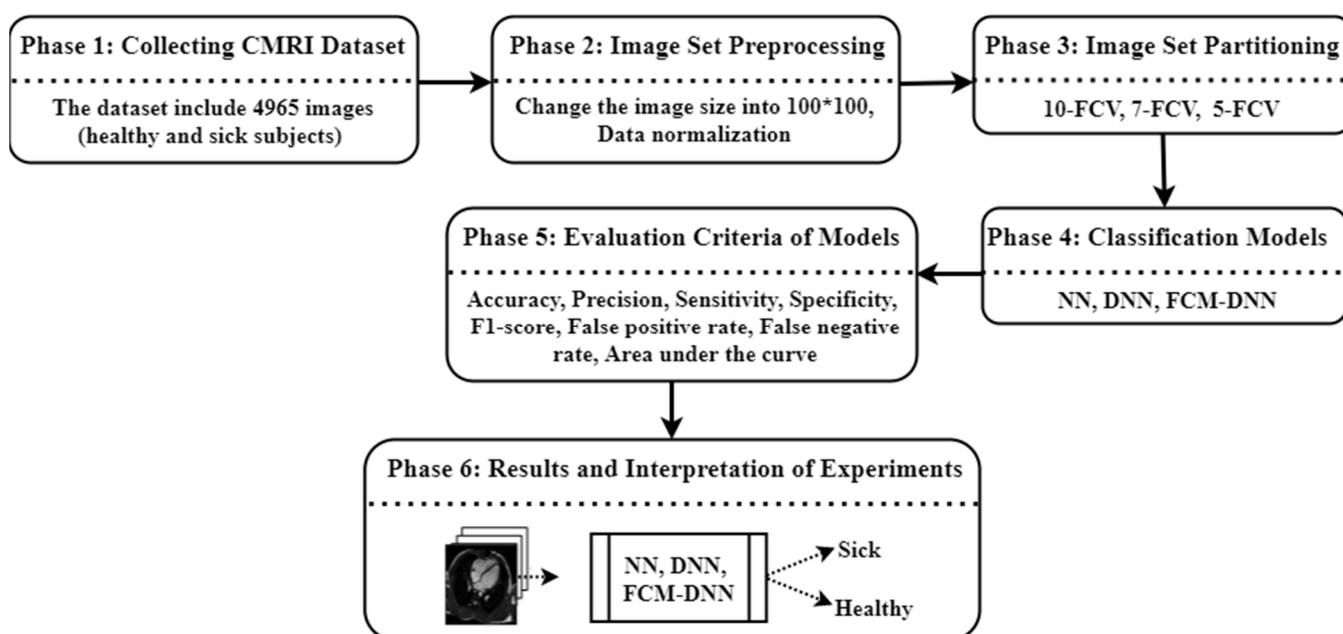 Phase 1: Collecting CMRI Dataset
The dataset include 4965 images
(healthy and sick subjects)
Phase 2: Image Set Preprocessing
Change the image size into 100*100,
Data normalization
Phase 3: Image Set Partitioning
10-FCV, 7-FCV, 5-FCV
Phase 4: Classification Models
NN, DNN, FCM-DNN
Phase 5: Evaluation Criteria of Models
Accuracy, Precision, Sensitivity, Specificity,
F1-score, False positive rate, False negative
rate, Area under the curve
Phase 6: Results and Interpretation of Experiments
NN, DNN,
FCM-DNN
Sick
Healthy